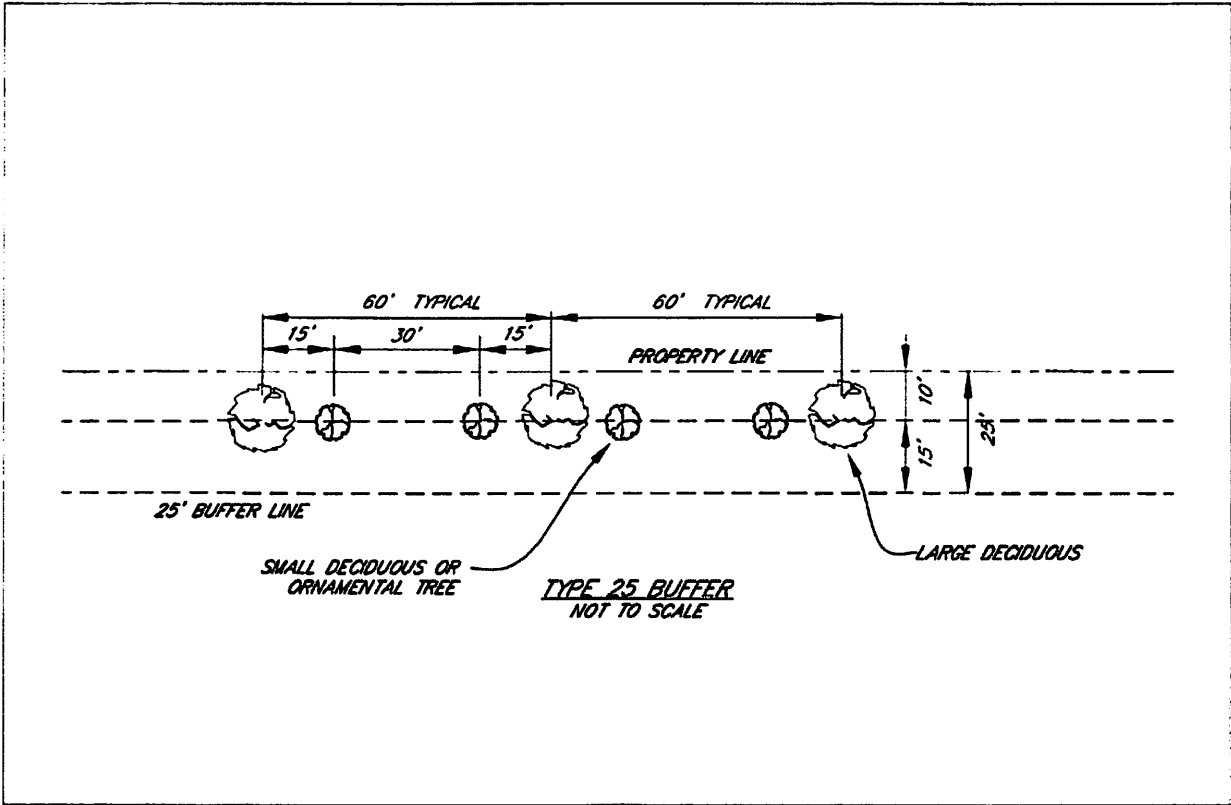 60' TYPICAL
60' TYPICAL
15'
30'
15'
PROPERTY LINE
10'
25'
15'
25' BUFFER LINE
SMALL DECIDUOUS OR
ORNAMENTAL TREE
LARGE DECIDUOUS
TYPE 25 BUFFER
NOT TO SCALE